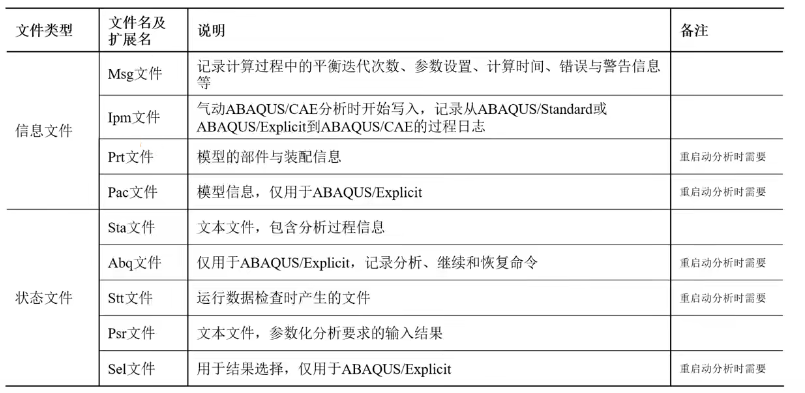 文件类型 文件名及扩展名 说明 备注
信息文件
Msg文件 记录计算过程中的平衡迭代次数、参数设置、计算时间、错误与警告信息
等
Ipm文件 气动ABAQUS/CAE分析时开始写入，记录从ABAQUS/Standard或
ABAQUS/Explicit到ABAQUS/CAE的过程日志
Prt文件 模型的部件与装配信息 重启动分析时需要
Pac文件 模型信息，仅用于ABAQUS/Explicit 重启动分析时需要
状态文件
Sta文件 文本文件，包含分析过程信息
Abq文件 仅用于ABAQUS/Explicit，记录分析、继续和恢复命令 重启动分析时需要
Stt文件 运行数据检查时产生的文件 重启动分析时需要
Psr文件 文本文件，参数化分析要求的输入结果
Sel文件 用于结果选择，仅用于ABAQUS/Explicit 重启动分析时需要